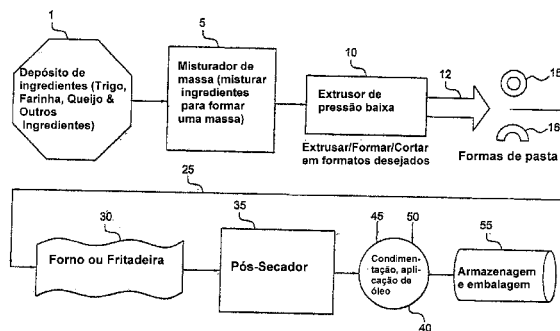 1
5
10
12
15
16
Depósito de
ingredientes (Trigo,
Farinha, Queijo &
Outros
Ingredientes)
Misturador de
massa (misturar
ingredientes
para formar
uma massa)
Extrusor de
pressão baixa
Extrusar/Formar/Cortar
em formatos desejados
Formas de pasta
25
30
35
45
50
55
Forno ou Fritadeira
Pós-Secador
Condimen-
tação, apli-
cação de
óleo
40
Armazenagem
e embalagem